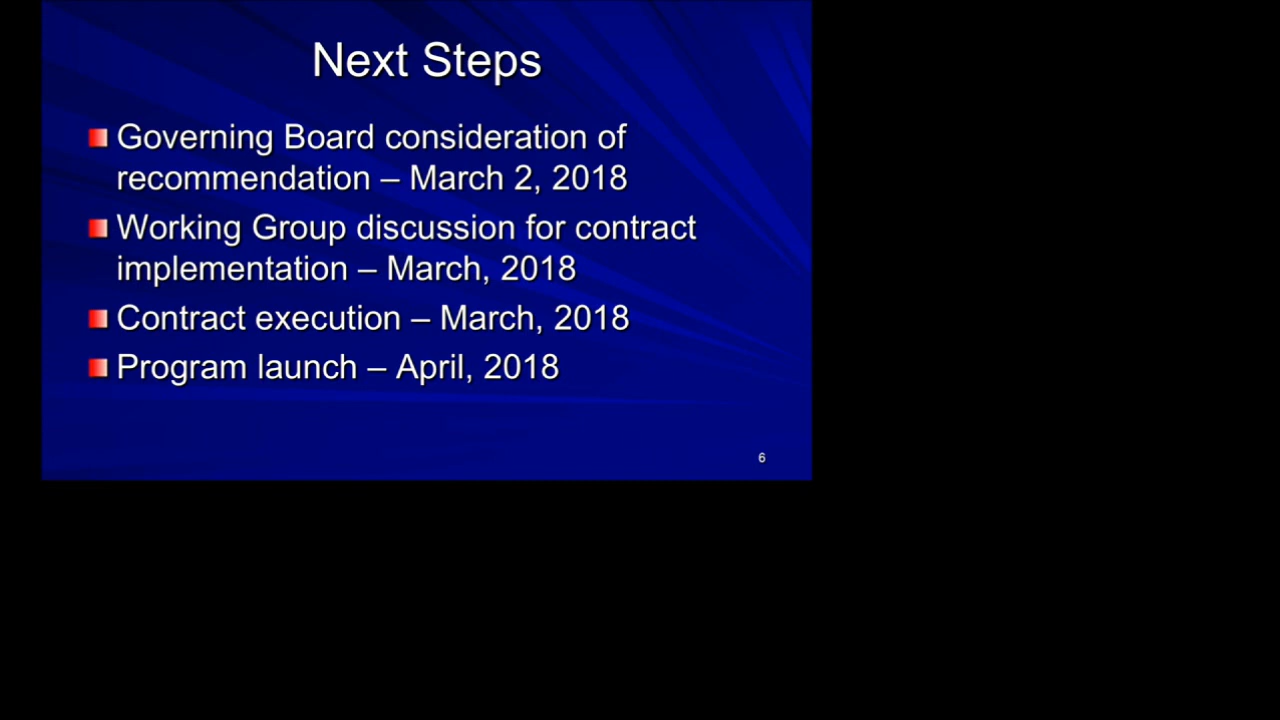 Next Steps
Governing Board consideration of
recommendation – March 2, 2018
Working Group discussion for contract
implementation – March, 2018
Contract execution – March, 2018
Program launch – April, 2018
6